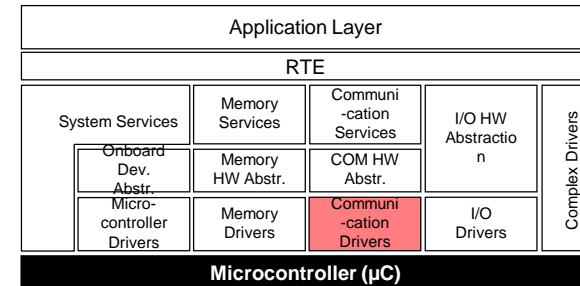 Application Layer
RTE
System Services
Memory
Services
Communi
-cation
Services
I/O HW
Abstractio
n
Complex Drivers
Onboard
Dev.
Abstr.
Memory
HW Abstr.
COM HW
Abstr.
Micro-
controller
Drivers
Memory
Drivers
Communi
-cation
Drivers
I/O
Drivers
Microcontroller (µC)